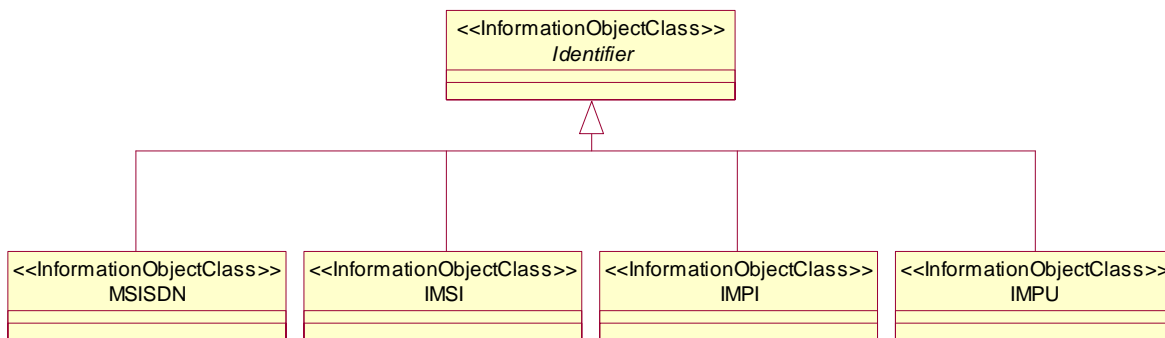 <<InformationObjectClass>>
Identifier
<<InformationObjectClass>>
MSISDN
<<InformationObjectClass>>
IMSI
<<InformationObjectClass>>
IMPI
<<InformationObjectClass>>
IMPU